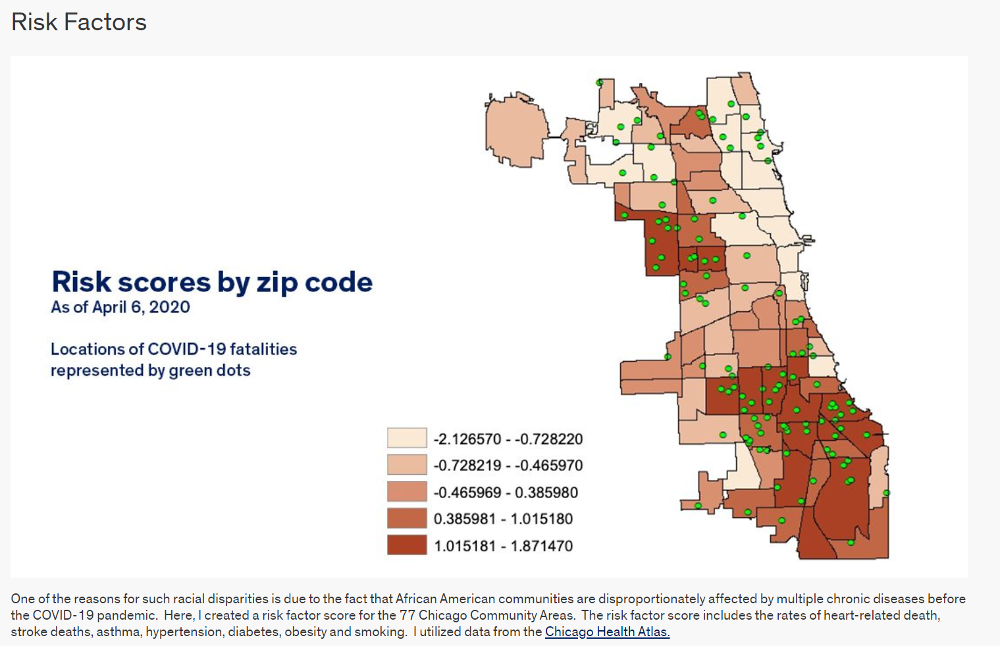 Risk Factors
Risk scores by zip code
As of April 6, 2020
Locations of COVID-19 fatalities
represented by green dots
-2.126570 - -0.728220
-0.728219 - -0.465970
-0.465969 - 0.385980
0.385981 - 1.015180
1.015181 - 1.871470
One of the reasons for such racial disparities is due to the fact that African American communities are disproportionately affected by multiple chronic diseases before
the COVID-19 pandemic. Here, I created a risk factor score for the 77 Chicago Community Areas. The risk factor score includes the rates of heart-related death,
stroke deaths, asthma, hypertension, diabetes, obesity and smoking. I utilized data from the Chicago Health Atlas.